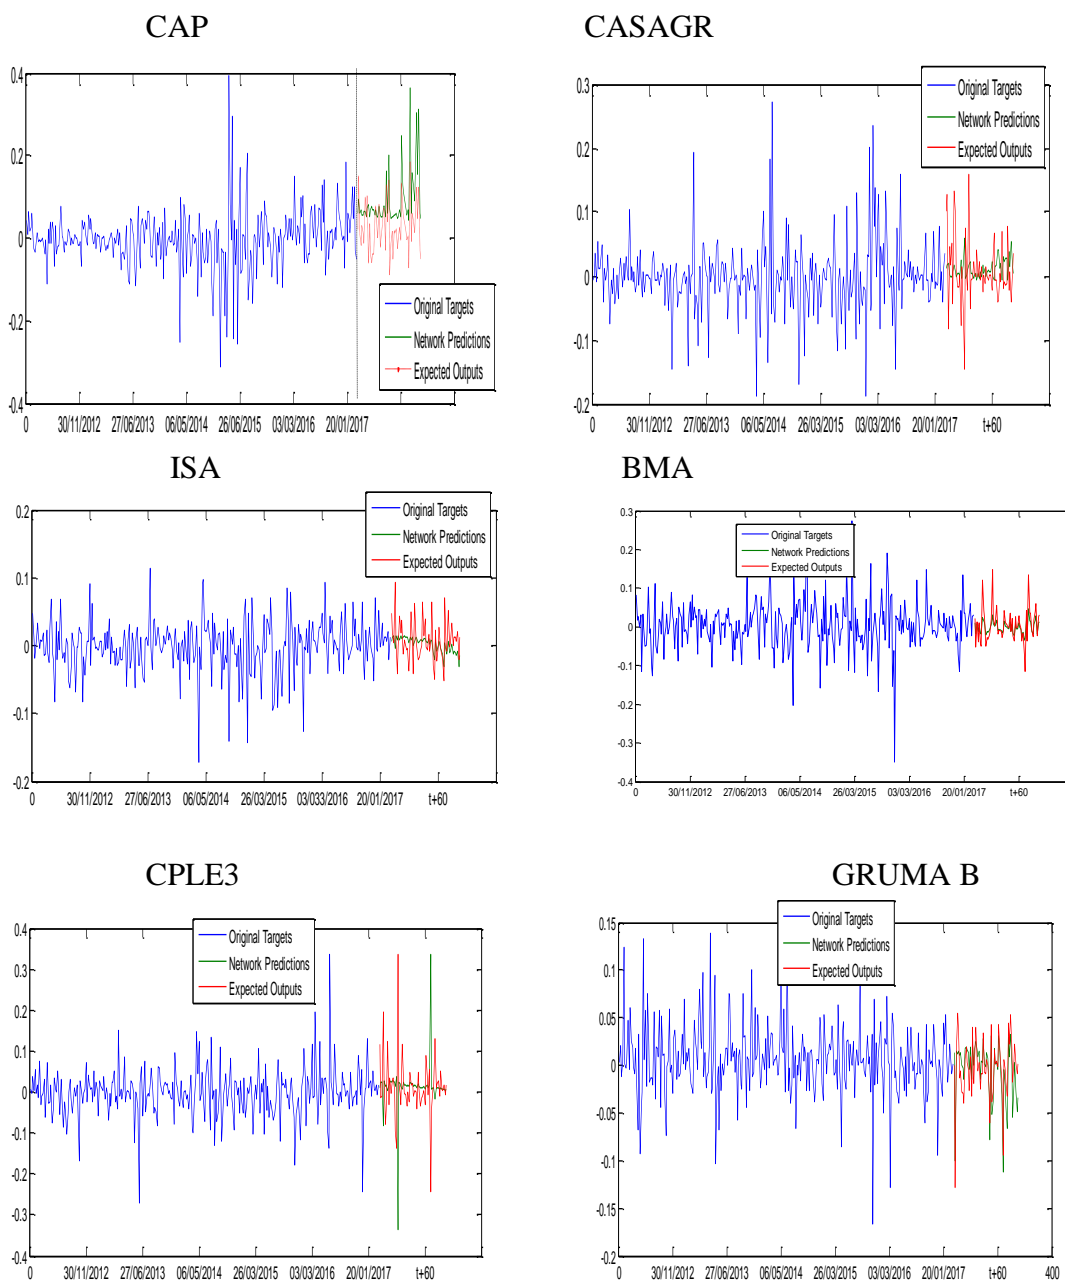 CAP
0.4
0.2
0
-0.2
-0.4
0 30/11/2012 27/06/2013 06/05/2014 26/06/2015 03/03/2016 20/01/2017
Original Targets
Network Predictions
Expected Outputs
CASAGR
0.3
0.2
0.1
0
-0.1
-0.2
0 30/11/2012 27/06/2013 06/05/2014 26/03/2015 03/03/2016 20/01/2017 t+60
Original Targets
Network Predictions
Expected Outputs
ISA
0.2
0.1
0
-0.1
-0.2
0 30/11/2012 27/06/2013 06/05/2014 26/03/2015 03/033/2016 20/01/2017 t+60
Original Targets
Network Predictions
Expected Outputs
BMA
0.3
0.2
0.1
0
-0.1
-0.2
-0.3
-0.4
0 30/11/2012 27/06/2013 06/05/2014 26/03/2015 03/03/2016 20/01/2017 t+60
Original Targets
Network Predictions
Expected Outputs
CPLE3
0.4
0.3
0.2
0.1
0
-0.1
-0.2
-0.3
-0.4
0 30/11/2012 27/06/2013 06/05/2014 26/03/2015 03/03/2016 20/01/2017 t+60
Original Targets
Network Predictions
Expected Outputs
GRUMA B
0.15
0.1
0.05
0
-0.05
-0.1
-0.15
-0.2
0 30/11/2012 27/06/2013 06/05/2014 26/03/2015 03/03/2016 20/01/2017 t+60 400
Original Targets
Network Predictions
Expected Outputs